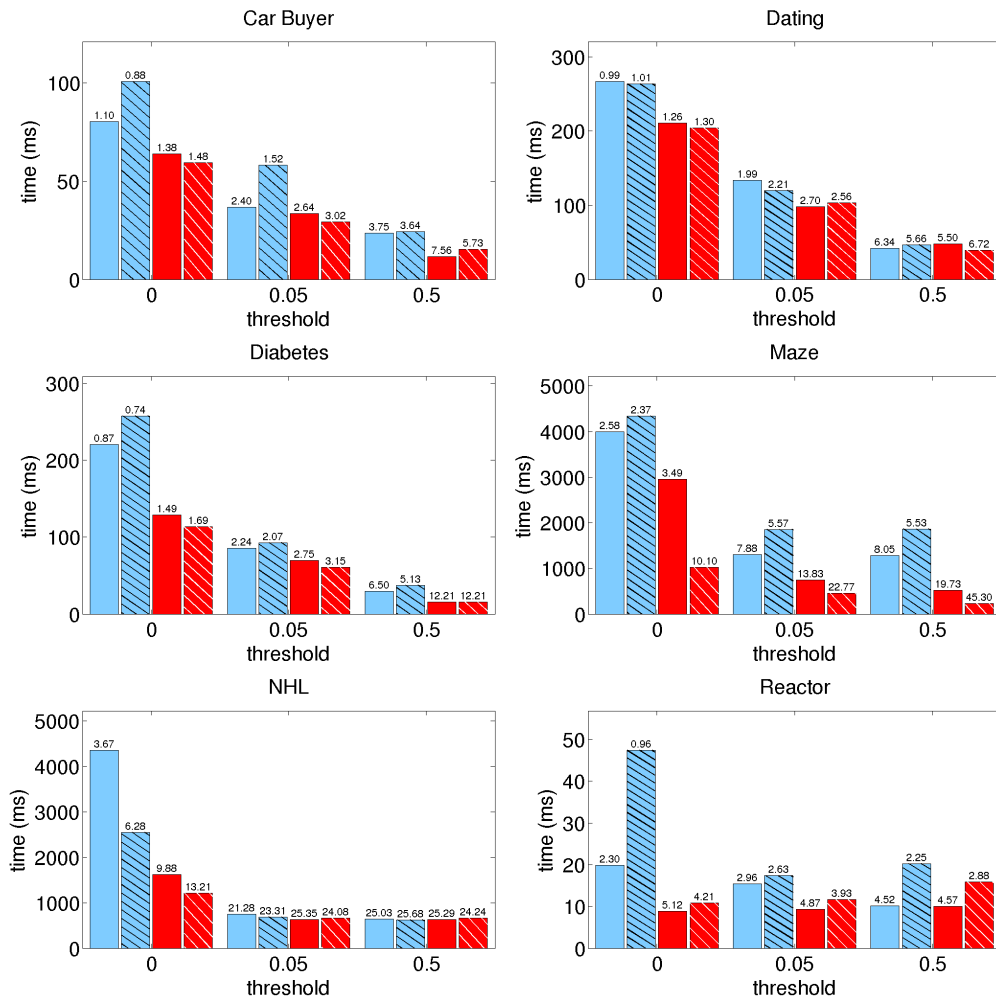 Car Buyer
time (ms)
100
50
0
1.10 0.88 1.38 1.48
2.40 1.52 2.64 3.02
3.75 3.64 7.56 5.73
0 0.05 0.5
threshold
Dating
time (ms)
300
200
100
0
0.99 1.01 1.26 1.30
1.99 2.21 2.70 2.56
6.34 5.66 5.50 6.72
0 0.05 0.5
threshold
Diabetes
time (ms)
300
200
100
0
0.87 0.74 1.49 1.69
2.24 2.07 2.75 3.15
6.50 5.13 12.21 12.21
0 0.05 0.5
threshold
Maze
time (ms)
5000
4000
3000
2000
1000
0
2.58 2.37 3.49 10.10
7.88 5.57 13.83 22.77
8.05 5.53 19.73 45.30
0 0.05 0.5
threshold
NHL
time (ms)
5000
4000
3000
2000
1000
0
3.67 6.28 9.88 13.21
21.28 23.31 25.35 24.08
25.03 25.68 25.29 24.24
0 0.05 0.5
threshold
Reactor
time (ms)
50
40
30
20
10
0
2.30 0.96 5.12 4.21
2.96 2.63 4.87 3.93
4.52 2.25 4.57 2.88
0 0.05 0.5
threshold